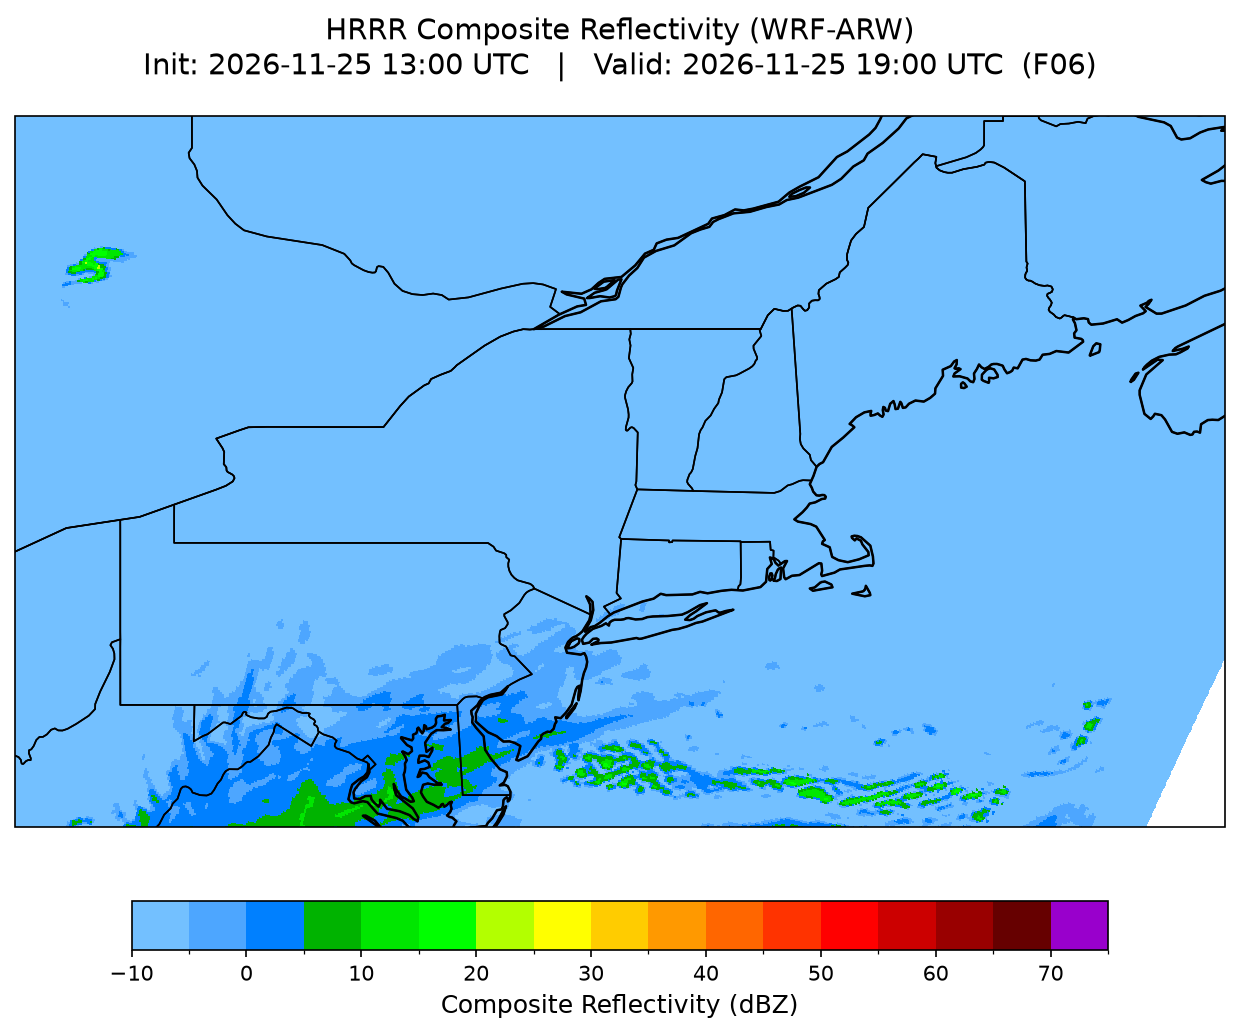 HRRR Composite Reflectivity (WRF-ARW)
Init: 2026-11-25 13:00 UTC   |   Valid: 2026-11-25 19:00 UTC  (F06)
−10 0 10 20 30 40 50 60 70
Composite Reflectivity (dBZ)